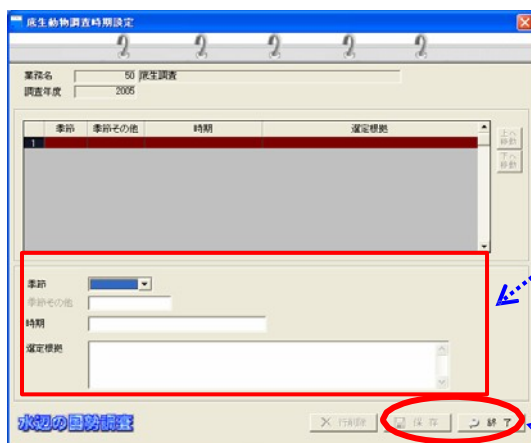 底生動物調査時期設定
業務名 50 底生調査
調査年度 2005
季節 季節その他 時期 選定根拠
1
上へ
移動
下へ
移動
季節
季節その他
時期
選定根拠
水辺の国勢調査
行削除 保存 終了